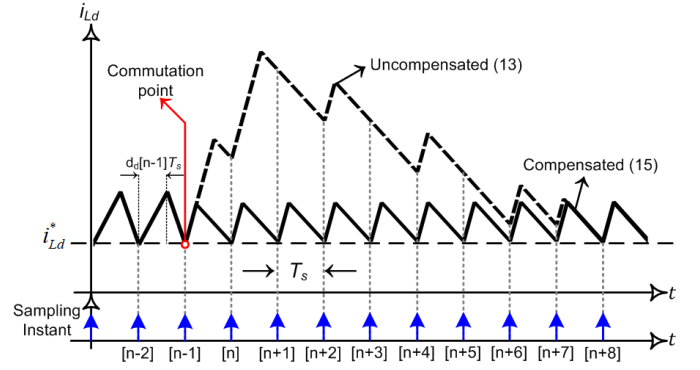 i_Ld
Uncompensated (13)
Commutation
point
d_d[n-1]T_s
Compensated (15)
i*_Ld
T_s
t
Sampling
Instant
t
[n-2] [n-1] [n] [n+1] [n+2] [n+3] [n+4] [n+5] [n+6] [n+7] [n+8]